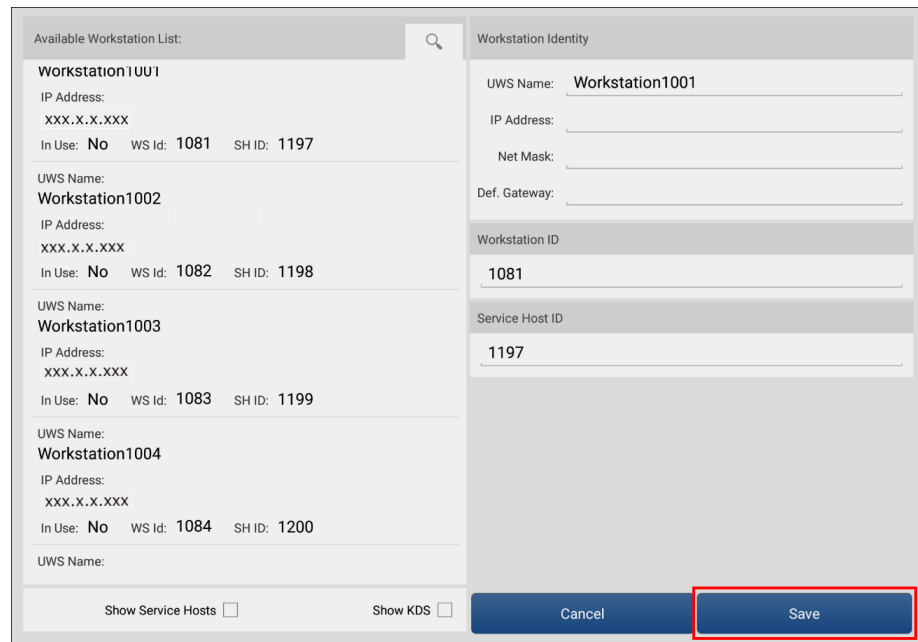 Available Workstation List:
Workstation1001
IP Address:
xxx.x.x.xxx
In Use: No WS Id: 1081 SH ID: 1197
UWS Name:
Workstation1002
IP Address:
xxx.x.x.xxx
In Use: No WS Id: 1082 SH ID: 1198
UWS Name:
Workstation1003
IP Address:
xxx.x.x.xxx
In Use: No WS Id: 1083 SH ID: 1199
UWS Name:
Workstation1004
IP Address:
xxx.x.x.xxx
In Use: No WS Id: 1084 SH ID: 1200
UWS Name:
Show Service Hosts
Show KDS
Workstation Identity
UWS Name: Workstation1001
IP Address:
Net Mask:
Def. Gateway:
Workstation ID
1081
Service Host ID
1197
Cancel
Save